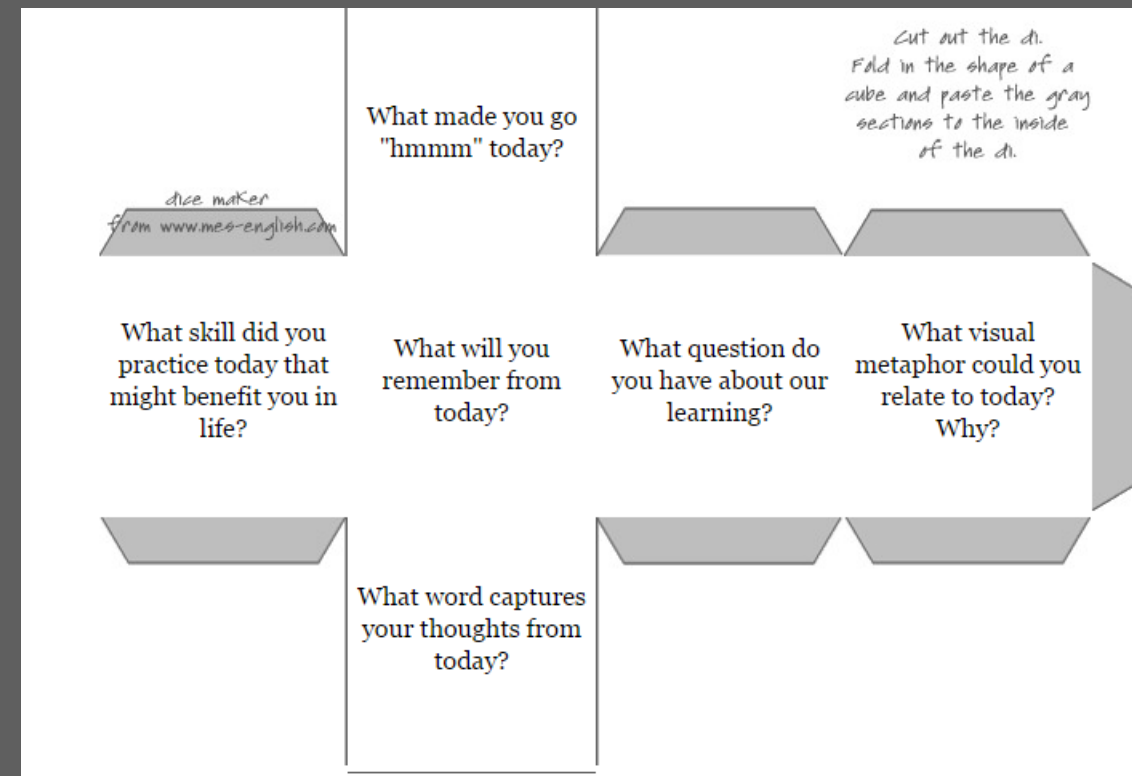 Cut out the di.
Fold in the shape of a
cube and paste the gray
sections to the inside
of the di.
What made you go
"hmmm" today?
dice maker
from www.mes-english.com
What skill did you
practice today that
might benefit you in
life?
What will you
remember from
today?
What question do
you have about our
learning?
What visual
metaphor could you
relate to today?
Why?
What word captures
your thoughts from
today?